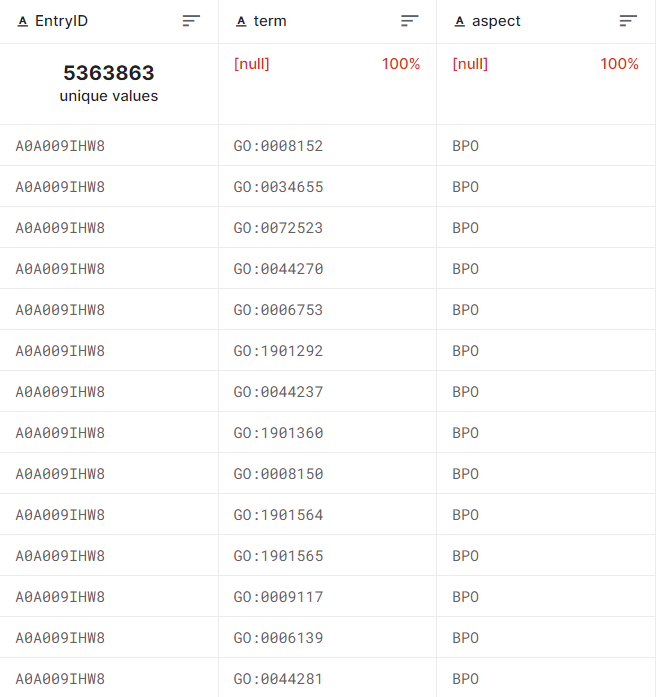 EntryID term aspect
5363863 [null] 100% [null] 100%
unique values
A0A009IHW8 GO:0008152 BPO
A0A009IHW8 GO:0034655 BPO
A0A009IHW8 GO:0072523 BPO
A0A009IHW8 GO:0044270 BPO
A0A009IHW8 GO:0006753 BPO
A0A009IHW8 GO:1901292 BPO
A0A009IHW8 GO:0044237 BPO
A0A009IHW8 GO:1901360 BPO
A0A009IHW8 GO:0008150 BPO
A0A009IHW8 GO:1901564 BPO
A0A009IHW8 GO:1901565 BPO
A0A009IHW8 GO:0009117 BPO
A0A009IHW8 GO:0006139 BPO
A0A009IHW8 GO:0044281 BPO